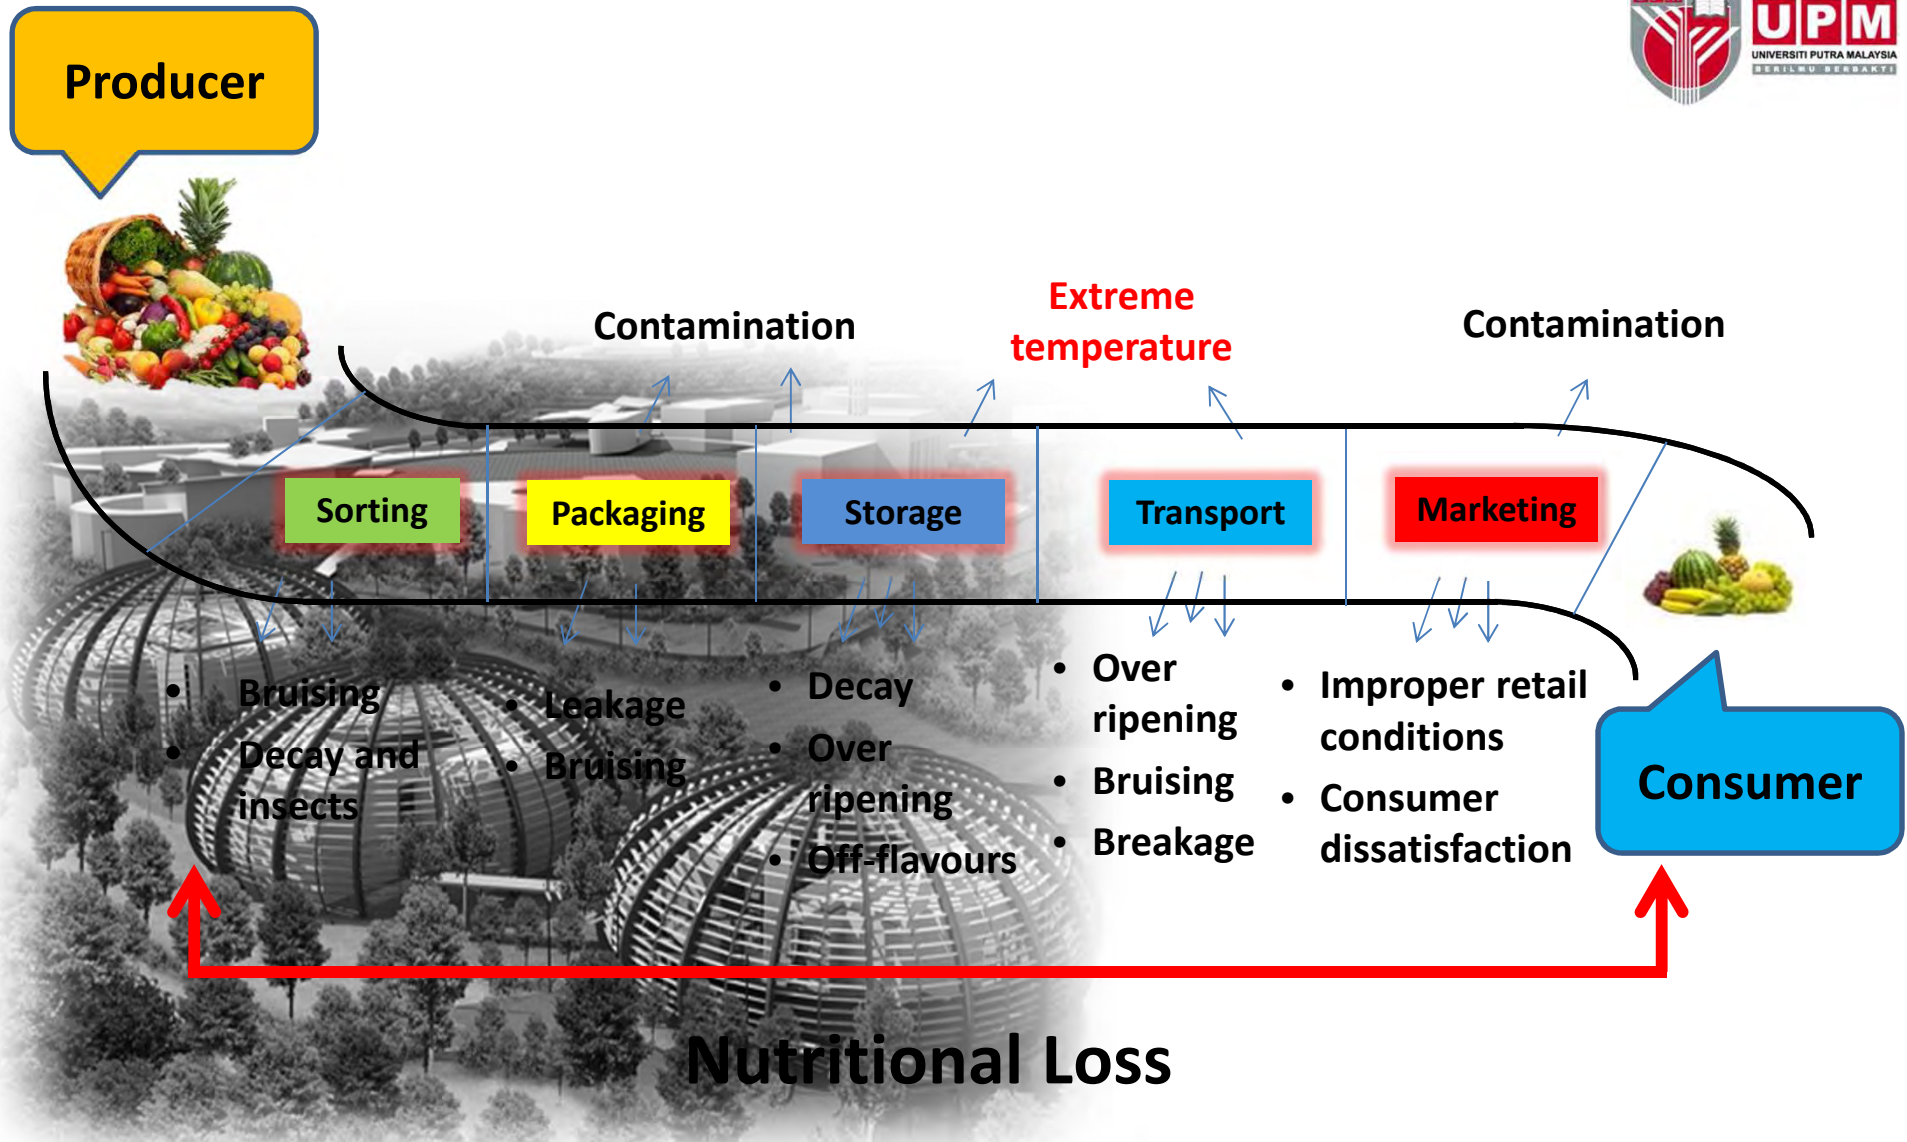 Producer
UPM
UNIVERSITI PUTRA MALAYSIA
BERILMU BERBAKTI
Contamination
Extreme
temperature
Contamination
Sorting
Packaging
Storage
Transport
Marketing
• Bruising
• Decay and
insects
• Leakage
• Bruising
• Decay
• Over
ripening
• Off-flavours
• Over
ripening
• Bruising
• Breakage
• Improper retail
conditions
• Consumer
dissatisfaction
Consumer
Nutritional Loss